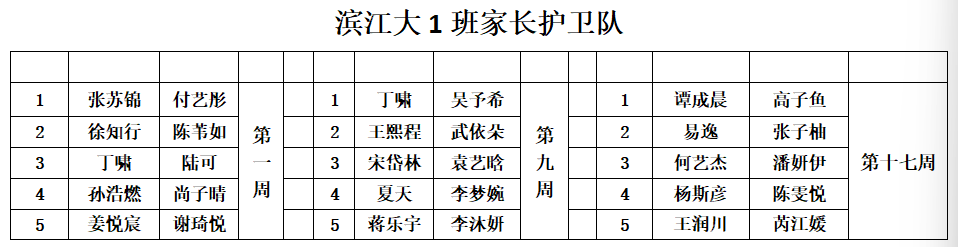 滨江大1班家长护卫队
1 张苏锦 付艺彤 第一周 1 丁啸 吴予希 第九周 1 谭成晨 高子鱼 第十七周
2 徐知行 陈苇如 2 王熙程 武依朵 2 易逸 张子柚
3 丁啸 陆可 3 宋岱林 袁艺晗 3 何艺杰 潘妍伊
4 孙浩燃 尚子晴 4 夏天 李梦婉 4 杨斯彦 陈雯悦
5 姜悦宸 谢琦悦 5 蒋乐宇 李沐妍 5 王润川 芮江媛